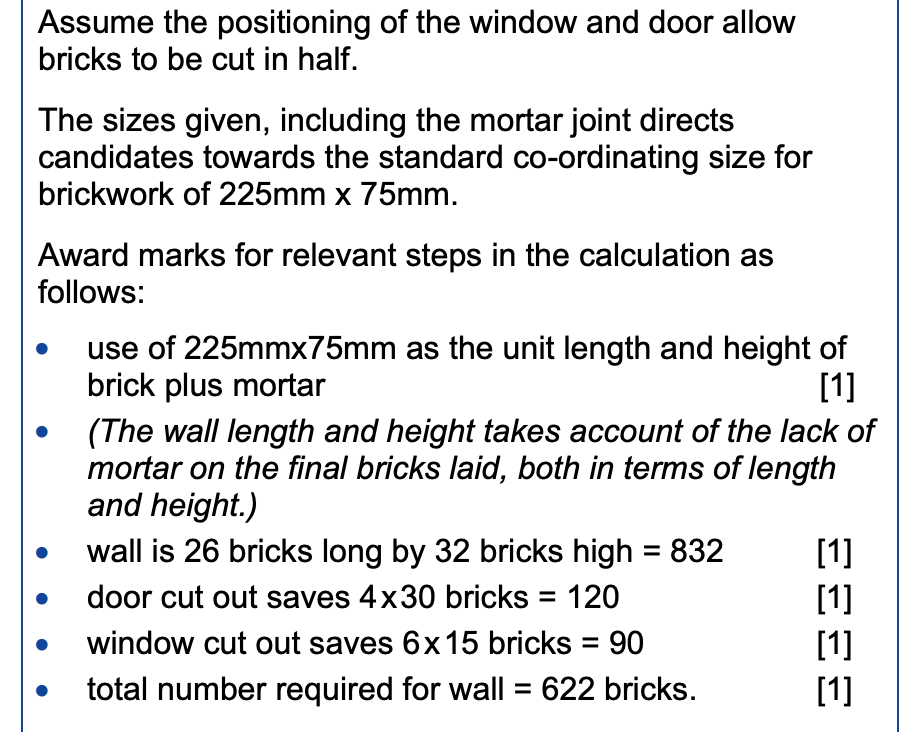 Assume the positioning of the window and door allow
bricks to be cut in half.
The sizes given, including the mortar joint directs
candidates towards the standard co-ordinating size for
brickwork of 225mm x 75mm.
Award marks for relevant steps in the calculation as
follows:
• use of 225mmx75mm as the unit length and height of
brick plus mortar [1]
• (The wall length and height takes account of the lack of
mortar on the final bricks laid, both in terms of length
and height.)
• wall is 26 bricks long by 32 bricks high = 832 [1]
• door cut out saves 4x30 bricks = 120 [1]
• window cut out saves 6x15 bricks = 90 [1]
• total number required for wall = 622 bricks. [1]